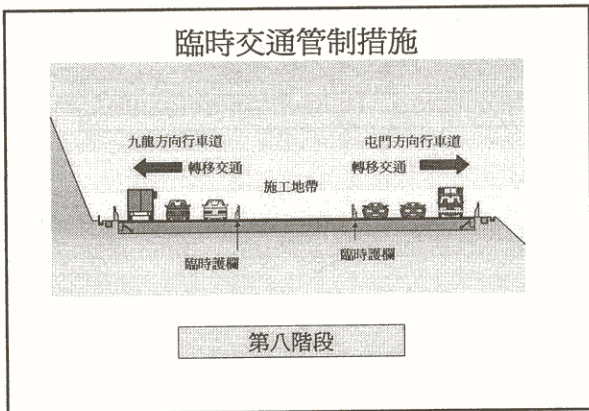 臨時交通管制措施
九龍方向行車道
屯門方向行車道
轉移交通
轉移交通
施工地帶
臨時護欄
臨時護欄
第八階段